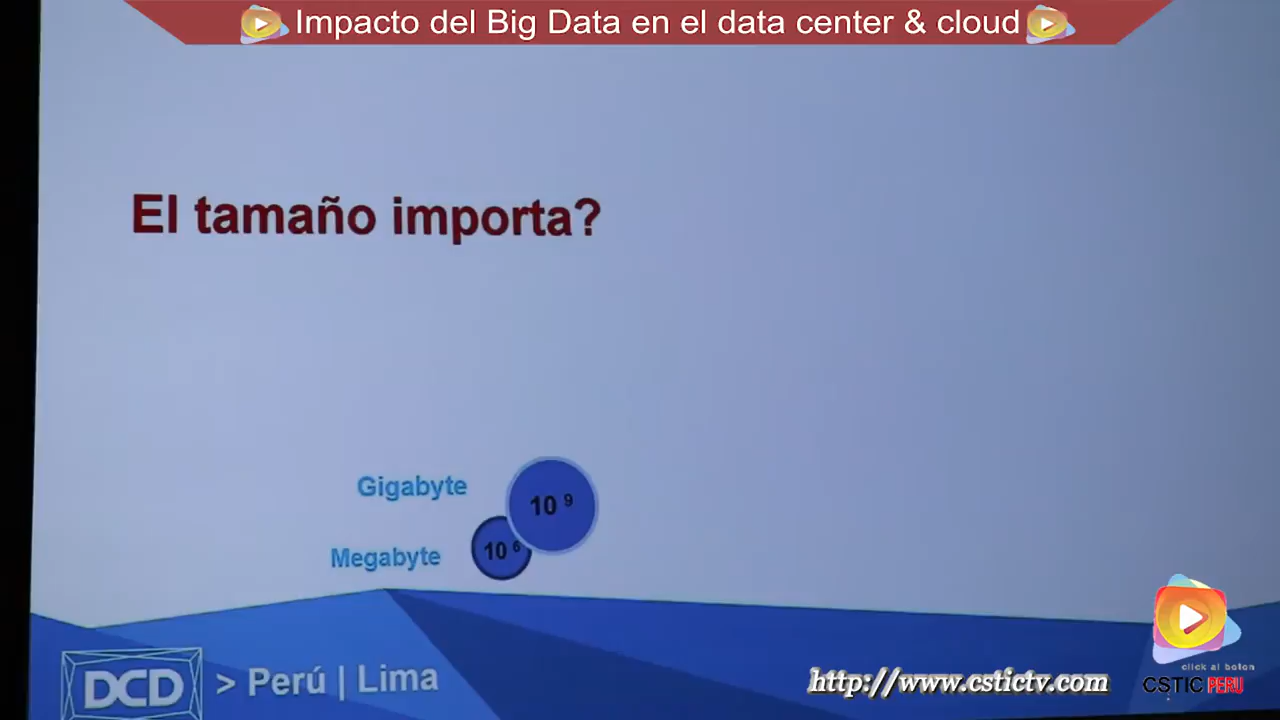 Impacto del Big Data en el data center & cloud
El tamaño importa?
Gigabyte
10 9
Megabyte
10 6
DCD > Perú | Lima
http://www.cstictv.com
click al boton
CSTIC PERU